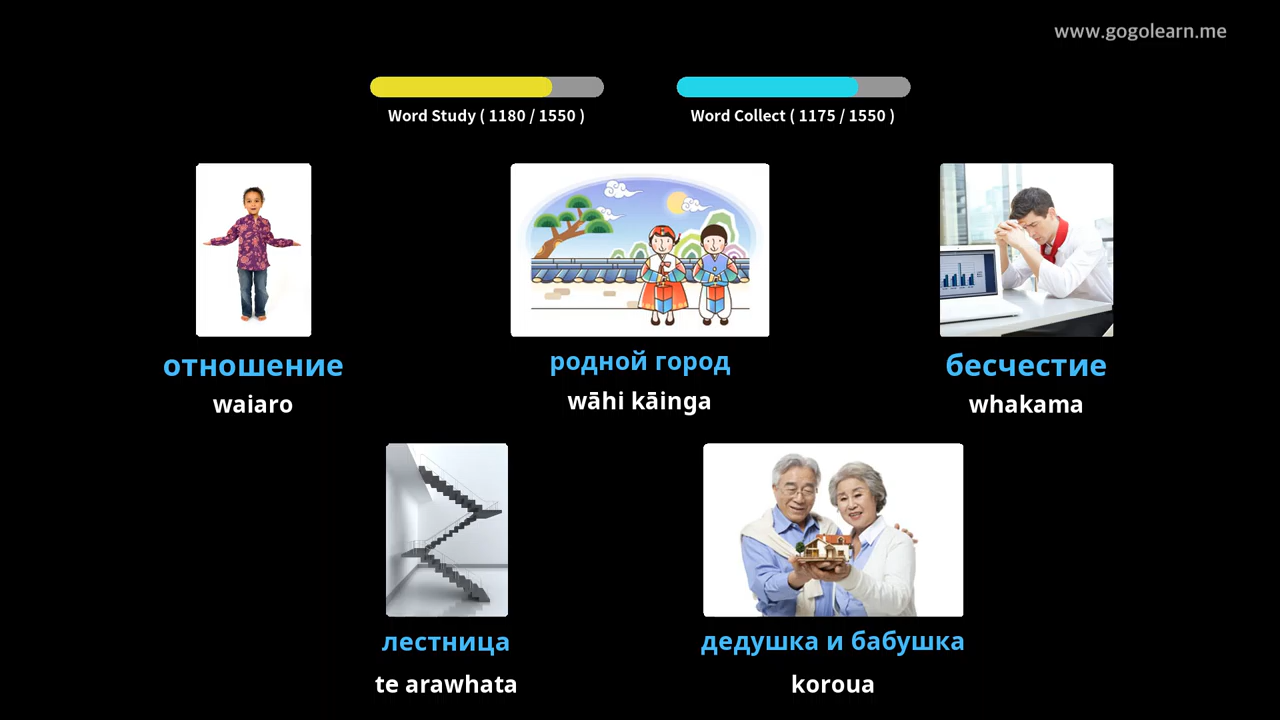 www.gogolearn.me
Word Study ( 1180 / 1550 )
Word Collect ( 1175 / 1550 )
отношение
waiaro
родной город
wāhi kāinga
бесчестие
whakama
лестница
te arawhata
дедушка и бабушка
koroua